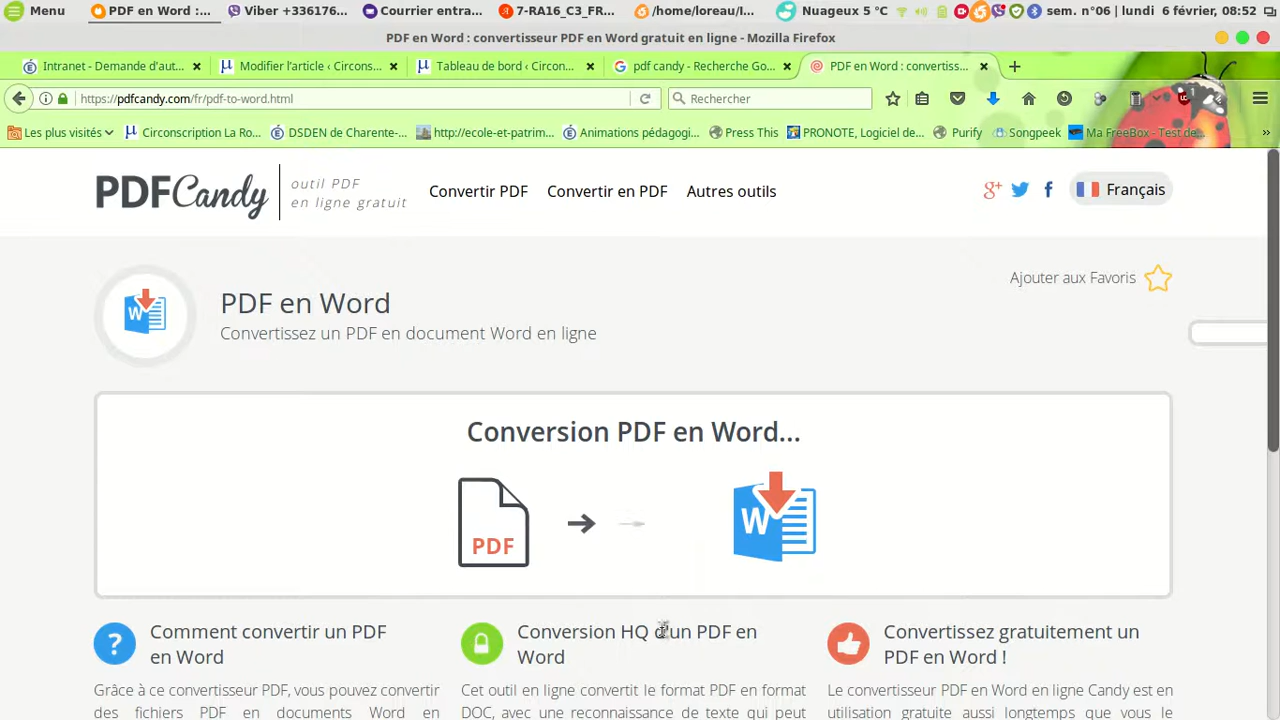 Menu
PDF en Word :...
Viber +336176...
Courrier entra...
7-RA16_C3_FR...
/home/loreau/l...
Nuageux 5 °C
sem. n°06 | lundi 6 février, 08:52
PDF en Word : convertisseur PDF en Word gratuit en ligne - Mozilla Firefox
Intranet - Demande d'aut...
Modifier l'article ‹ Circons...
Tableau de bord ‹ Circon...
pdf candy - Recherche Go...
PDF en Word : convertiss...
https://pdfcandy.com/fr/pdf-to-word.html
Rechercher
Les plus visités
Circonscription La Ro...
DSDEN de Charente-...
http://ecole-et-patrim...
Animations pédagogi...
Press This
PRONOTE, Logiciel de...
Purify
Songpeek
Ma FreeBox - Test de...
»
PDFCandy
outil PDF
en ligne gratuit
Convertir PDF
Convertir en PDF
Autres outils
g+
Français
Ajouter aux Favoris
W
PDF en Word
Convertissez un PDF en document Word en ligne
Conversion PDF en Word...
PDF
W
?
Comment convertir un PDF
en Word
Grâce à ce convertisseur PDF, vous pouvez convertir
des fichiers PDF en documents Word en
Conversion HQ d'un PDF en
Word
Cet outil en ligne convertit le format PDF en format
DOC, avec une reconnaissance de texte qui peut
Convertissez gratuitement un
PDF en Word !
Le convertisseur PDF en Word en ligne Candy est en
utilisation gratuite aussi longtemps que vous le